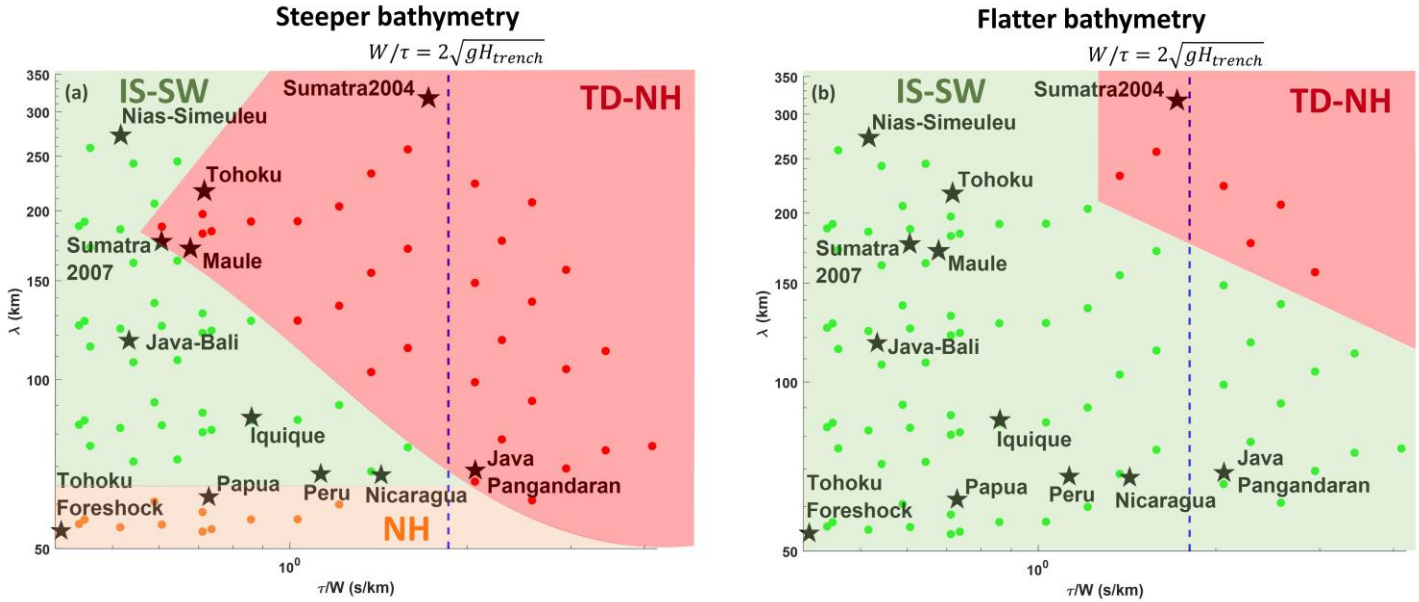 Steeper bathymetry
W/τ = 2√gH_trench
(a)
IS-SW
TD-NH
Sumatra2004
Nias-Simeuleu
Tohoku
Sumatra
2007
Maule
Java-Bali
Iquique
Tohoku
Foreshock
Papua
Peru
Nicaragua
Java
Pangandaran
NH
350
300
250
200
150
100
50
λ (km)
10⁰
τ/W (s/km)
Flatter bathymetry
W/τ = 2√gH_trench
(b)
IS-SW
TD-NH
Sumatra2004
Nias-Simeuleu
Tohoku
Sumatra
2007
Maule
Java-Bali
Iquique
Tohoku
Foreshock
Papua
Peru
Nicaragua
Java
Pangandaran
350
300
250
200
150
100
50
λ (km)
10⁰
τ/W (s/km)